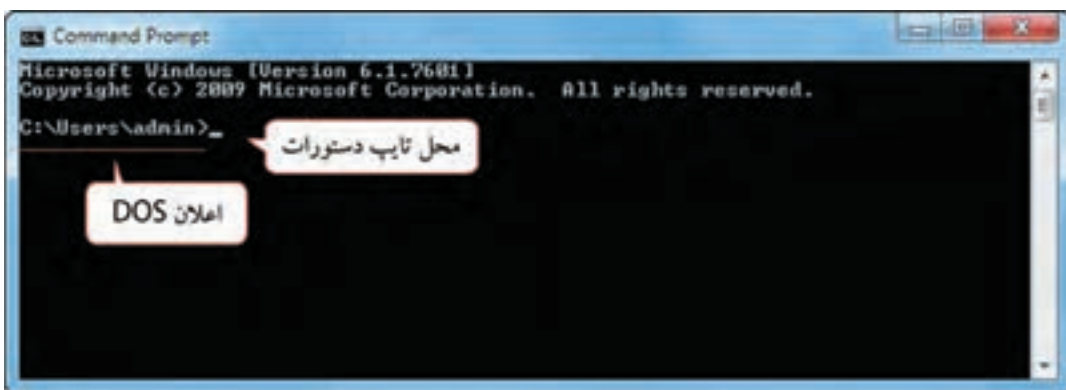 Command Prompt
Microsoft Windows [Version 6.1.7601]
Copyright (c) 2009 Microsoft Corporation.  All rights reserved.
C:\Users\admin>_
محل تایپ دستورات
اعلان DOS